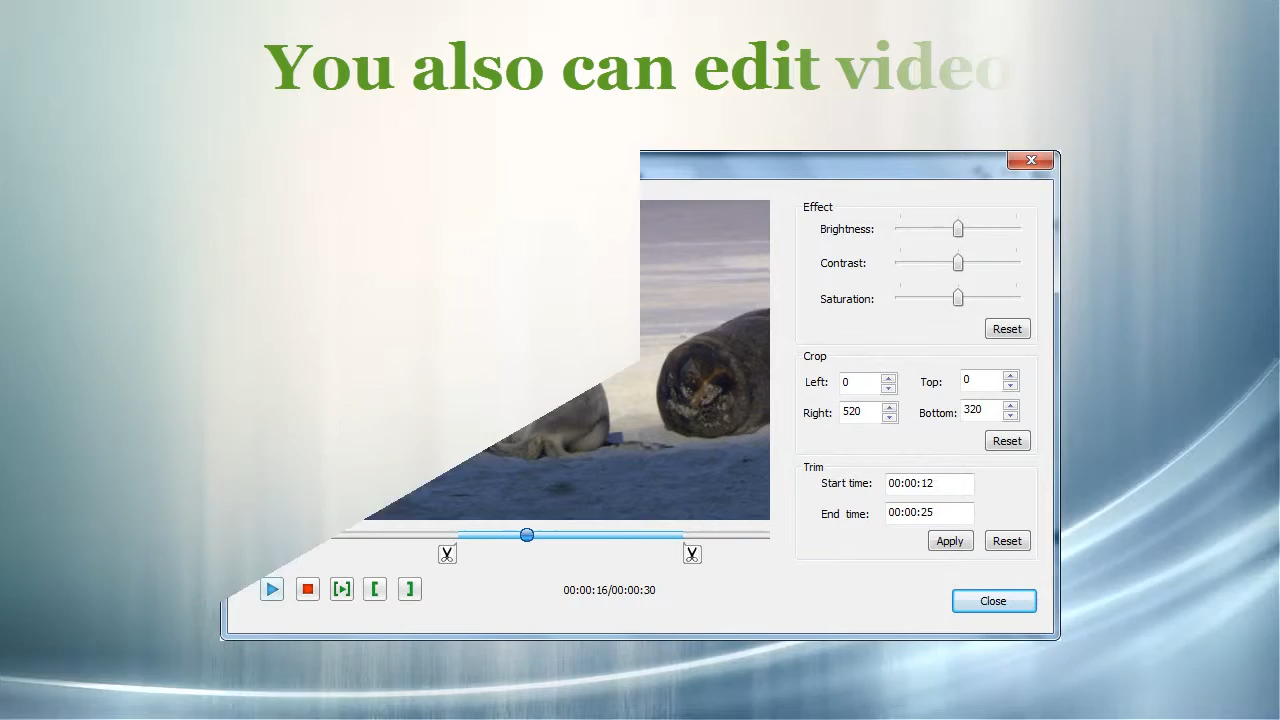 You also can edit video
Effect
Brightness:
Contrast:
Saturation:
Reset
Crop
Left: 0 Top: 0
Right: 520 Bottom: 320
Reset
Trim
Start time: 00:00:12
End time: 00:00:25
Apply Reset
00:00:16/00:00:30
Close